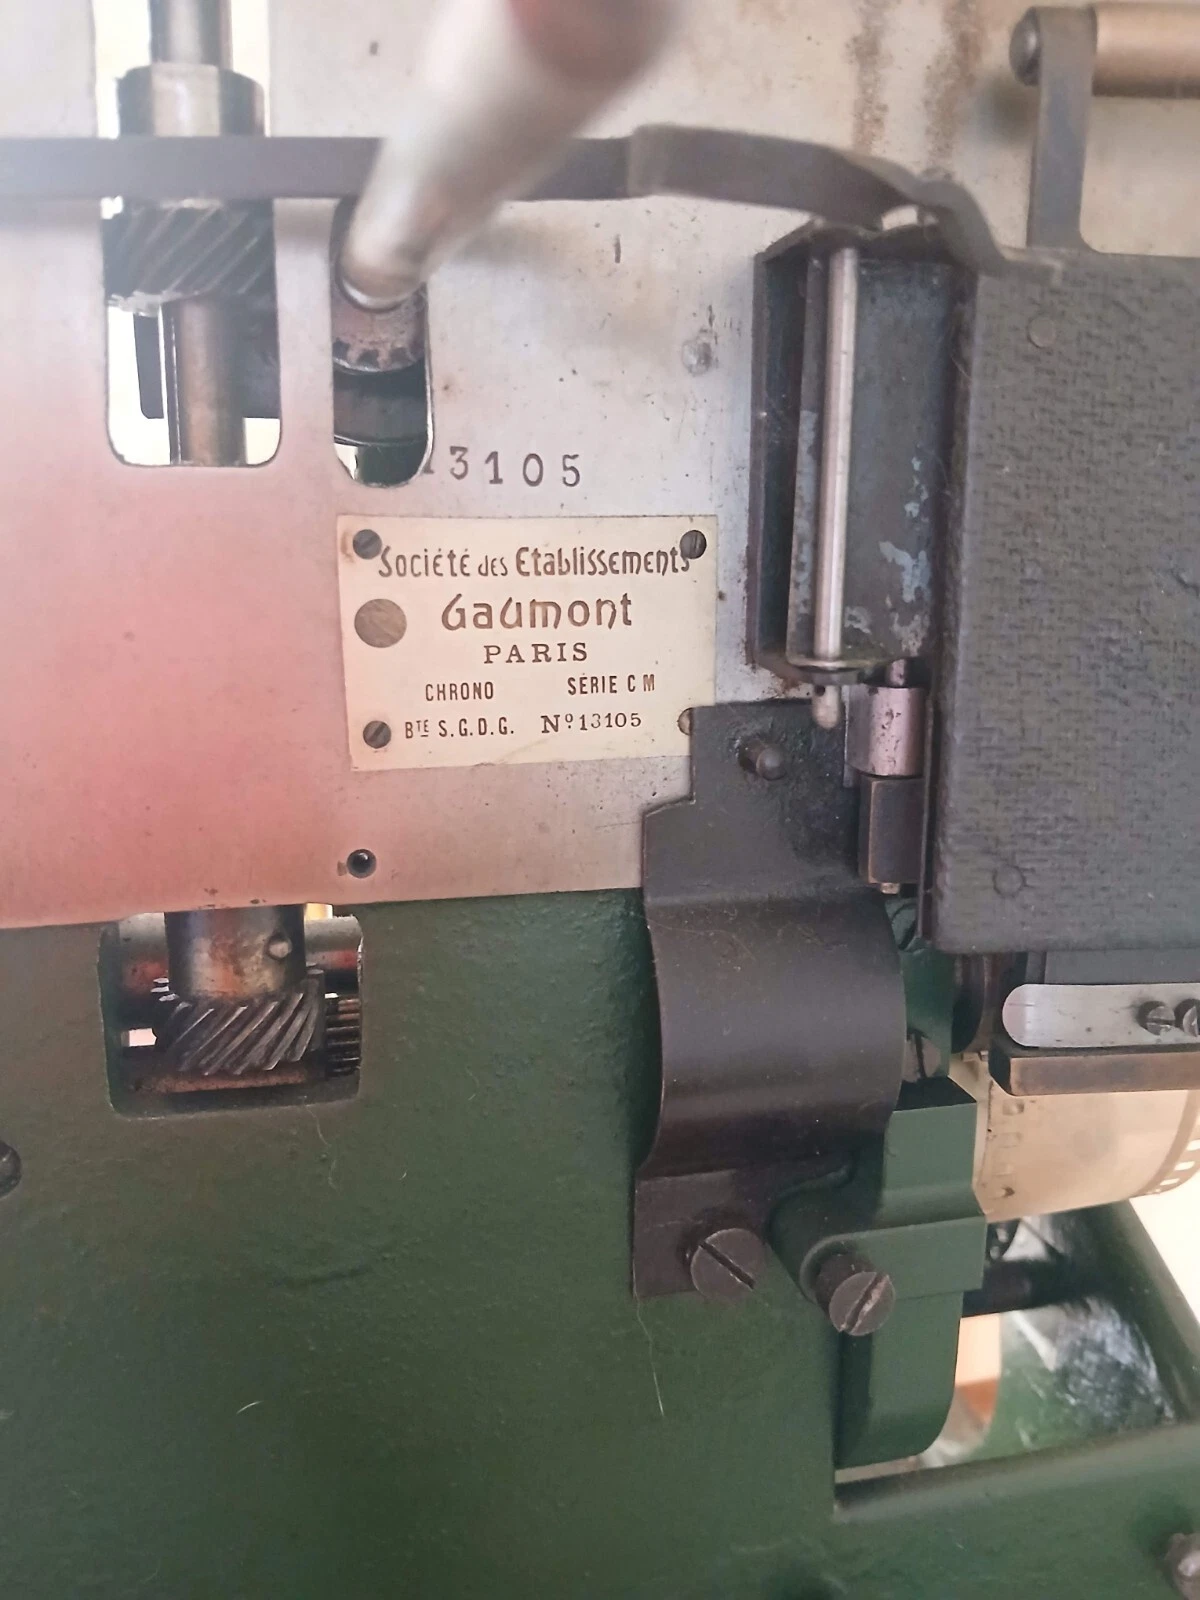 13105
Société des Etablissements
Gaumont
PARIS
CHRONO SÉRIE C M
BTÉ S.G.D.G. Nº 13105